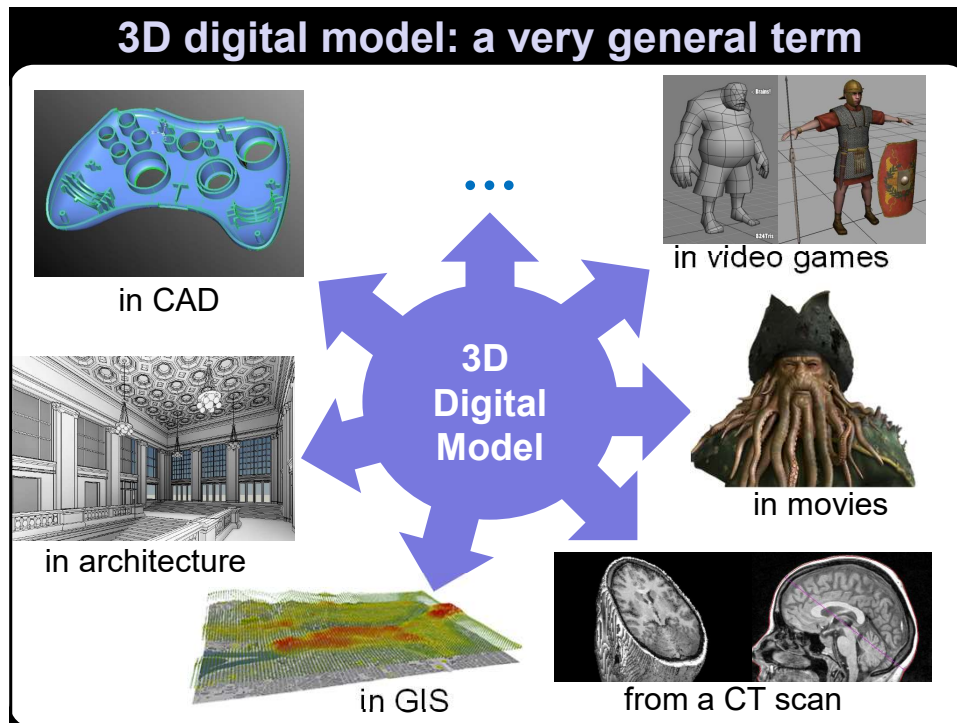 3D digital model: a very general term
...
in CAD
in video games
824Tris
3D
Digital
Model
in movies
in architecture
in GIS
from a CT scan